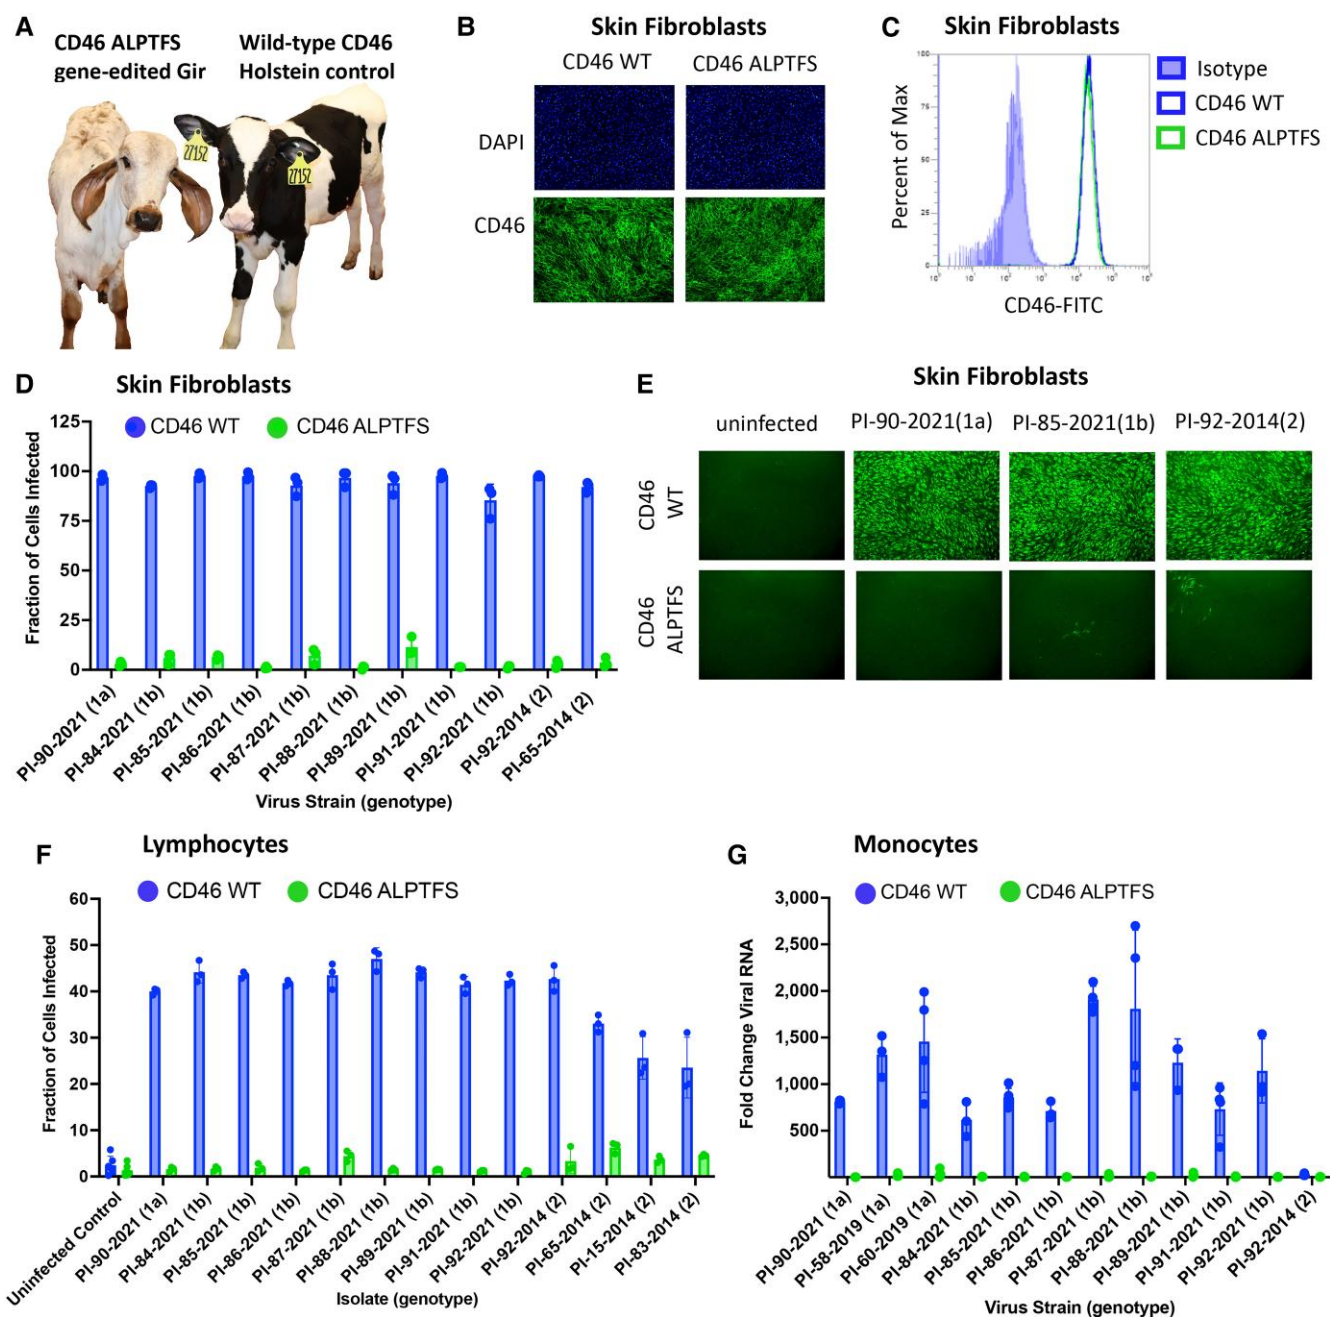 A
CD46 ALPTFS
gene-edited Gir
Wild-type CD46
Holstein control
27152
27152
B
Skin Fibroblasts
CD46 WT
CD46 ALPTFS
DAPI
CD46
C
Skin Fibroblasts
Percent of Max
100
75
25
0
CD46-FITC
Isotype
CD46 WT
CD46 ALPTFS
D
Skin Fibroblasts
CD46 WT
CD46 ALPTFS
Fraction of Cells Infected
125
100
75
50
25
0
PI-90-2021 (1a)
PI-84-2021 (1b)
PI-85-2021 (1b)
PI-86-2021 (1b)
PI-87-2021 (1b)
PI-88-2021 (1b)
PI-89-2021 (1b)
PI-91-2021 (1b)
PI-92-2021 (1b)
PI-92-2014 (2)
PI-65-2014 (2)
Virus Strain (genotype)
E
Skin Fibroblasts
uninfected
PI-90-2021(1a)
PI-85-2021(1b)
PI-92-2014(2)
CD46
WT
CD46
ALPTFS
F
Lymphocytes
CD46 WT
CD46 ALPTFS
Fraction of Cells Infected
60
50
40
30
20
10
0
Uninfected Control
PI-90-2021 (1a)
PI-84-2021 (1b)
PI-85-2021 (1b)
PI-86-2021 (1b)
PI-87-2021 (1b)
PI-88-2021 (1b)
PI-89-2021 (1b)
PI-91-2021 (1b)
PI-92-2021 (1b)
PI-92-2014 (2)
PI-65-2014 (2)
PI-15-2014 (2)
PI-83-2014 (2)
Isolate (genotype)
G
Monocytes
CD46 WT
CD46 ALPTFS
Fold Change Viral RNA
3,000
2,500
2,000
1,500
1,000
500
PI-90-2021 (1a)
PI-58-2019 (1a)
PI-60-2019 (1a)
PI-84-2021 (1b)
PI-85-2021 (1b)
PI-86-2021 (1b)
PI-87-2021 (1b)
PI-88-2021 (1b)
PI-89-2021 (1b)
PI-91-2021 (1b)
PI-92-2021 (1b)
PI-92-2014 (2)
Virus Strain (genotype)